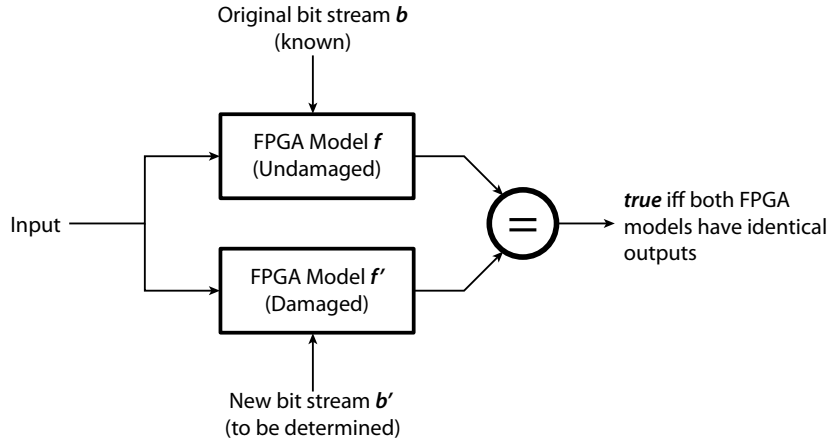 Original bit stream b
(known)
FPGA Model f
(Undamaged)
Input
=
true iff both FPGA
models have identical
outputs
FPGA Model f'
(Damaged)
New bit stream b'
(to be determined)